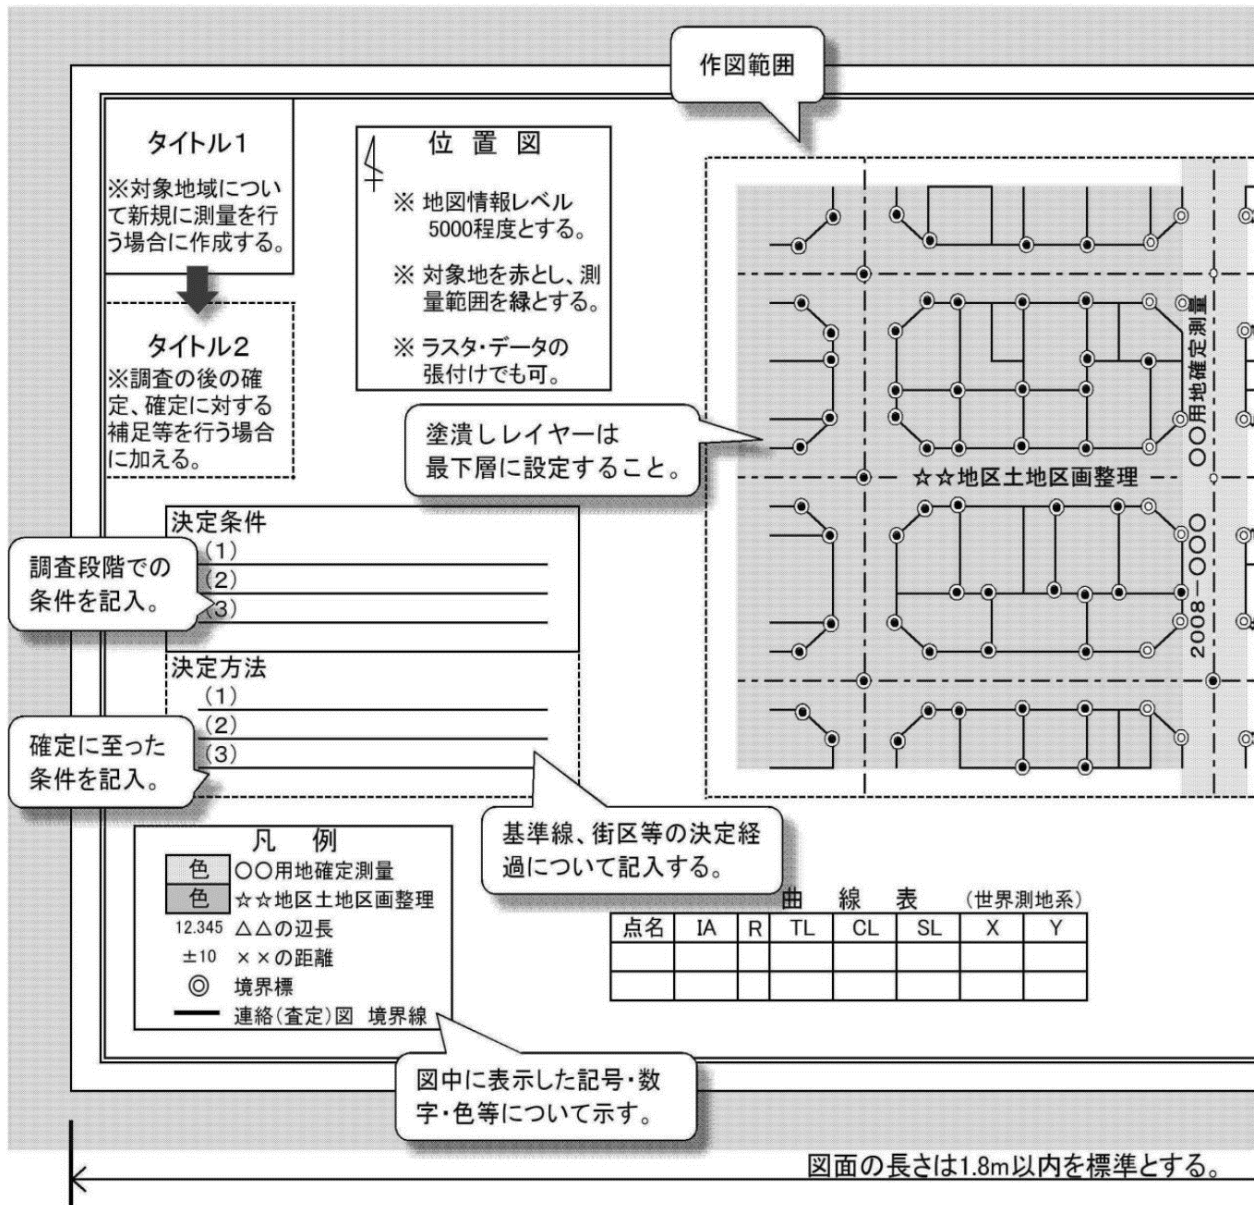 作図範囲
タイトル1
※対象地域につい
て新規に測量を行
う場合に作成する。
タイトル2
※調査の後の確
定、確定に対する
補足等を行う場合
に加える。
位 置 図
※ 地図情報レベル
5000程度とする。
※ 対象地を赤とし、測
量範囲を緑とする。
※ ラスタ・データの
張付けでも可。
塗潰しレイヤーは
最下層に設定すること。
☆☆地区土地区画整理
〇〇用地確定測量
2008－〇〇〇
決定条件
(1)
(2)
(3)
調査段階での
条件を記入。
決定方法
(1)
(2)
(3)
確定に至った
条件を記入。
基準線、街区等の決定経
過について記入する。
凡 例
色 〇〇用地確定測量
色 ☆☆地区土地区画整理
12.345 △△の辺長
±10 ××の距離
◎ 境界標
連絡(査定)図 境界線
図中に表示した記号・数
字・色等について示す。
曲 線 表 (世界測地系)
点名 IA R TL CL SL X Y
図面の長さは1.8m以内を標準とする。